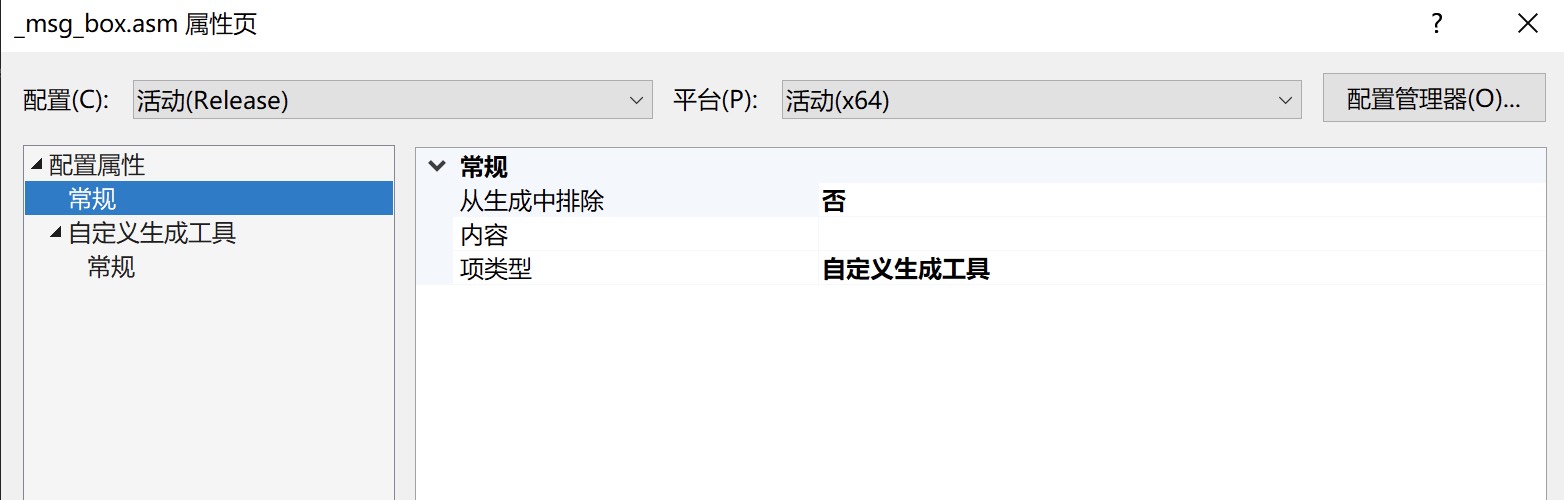 _msg_box.asm 属性页
配置(C): 活动(Release) 平台(P): 活动(x64) 配置管理器(O)...
配置属性
常规
自定义生成工具
常规
常规
从生成中排除 否
内容
项类型 自定义生成工具